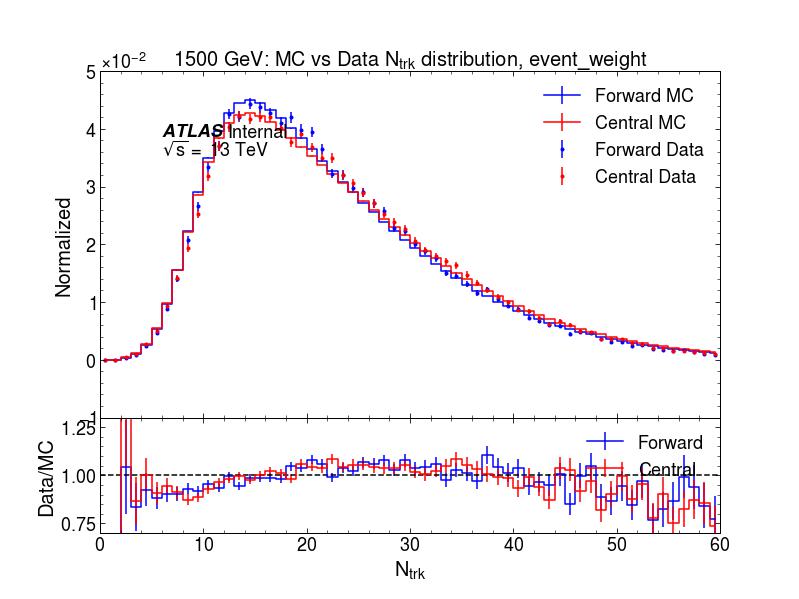 ×10⁻² 1500 GeV: MC vs Data Nₜᵣₖ distribution, event_weight
5
4
3
2
1
0
−1
Normalized
ATLAS Internal
√s = 13 TeV
Forward MC
Central MC
Forward Data
Central Data
1.25
1.00
0.75
Data/MC
Forward
Central
0 10 20 30 40 50 60
Nₜᵣₖ